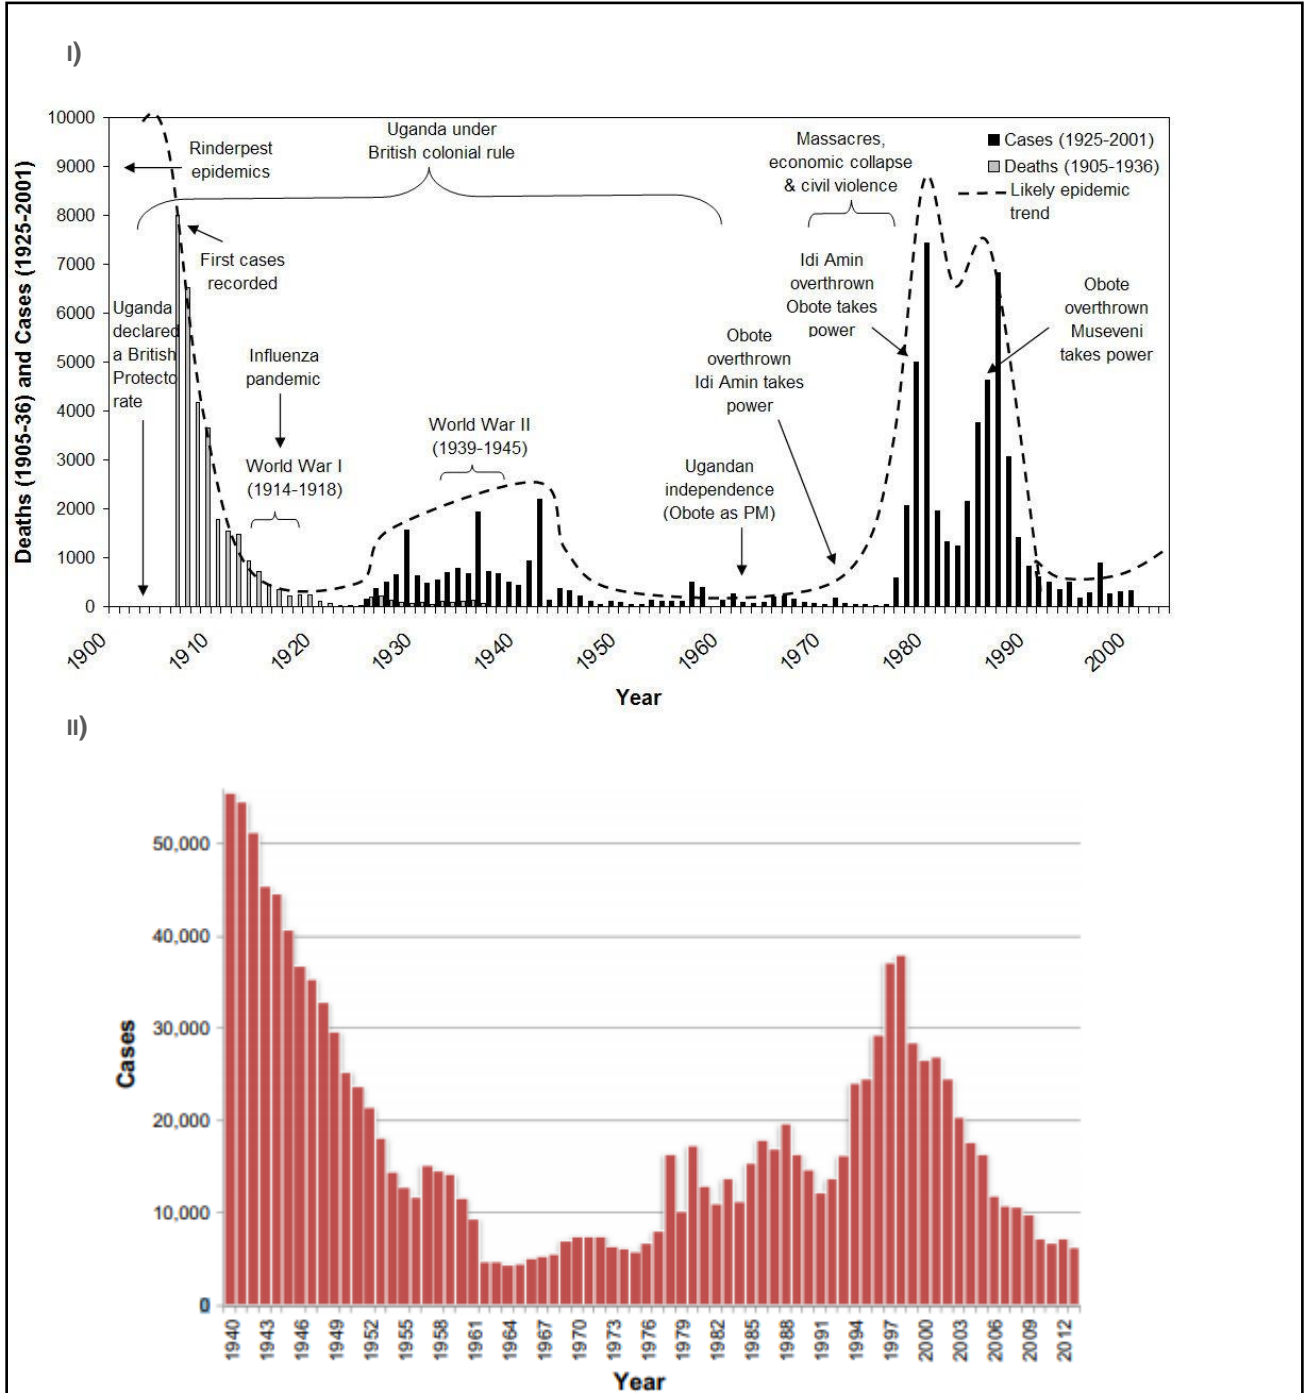 I)
10000
9000
8000
7000
6000
5000
4000
3000
2000
1000
0
Deaths (1905-36) and Cases (1925-2001)
Rinderpest
epidemics
Uganda under
British colonial rule
Massacres,
economic collapse
& civil violence
Cases (1925-2001)
Deaths (1905-1936)
Likely epidemic
trend
First cases
recorded
Uganda
declared
a British
Protecto
rate
Influenza
pandemic
World War I
(1914-1918)
World War II
(1939-1945)
Ugandan
independence
(Obote as PM)
Obote
overthrown
Idi Amin takes
power
Idi Amin
overthrown
Obote takes
power
Obote
overthrown
Museveni
takes power
1900
1910
1920
1930
1940
1950
1960
1970
1980
1990
2000
Year
II)
50,000
40,000
30,000
20,000
10,000
0
Cases
1940
1943
1946
1949
1952
1955
1958
1961
1964
1967
1970
1973
1976
1979
1982
1985
1988
1991
1994
1997
2000
2003
2006
2009
2012
Year